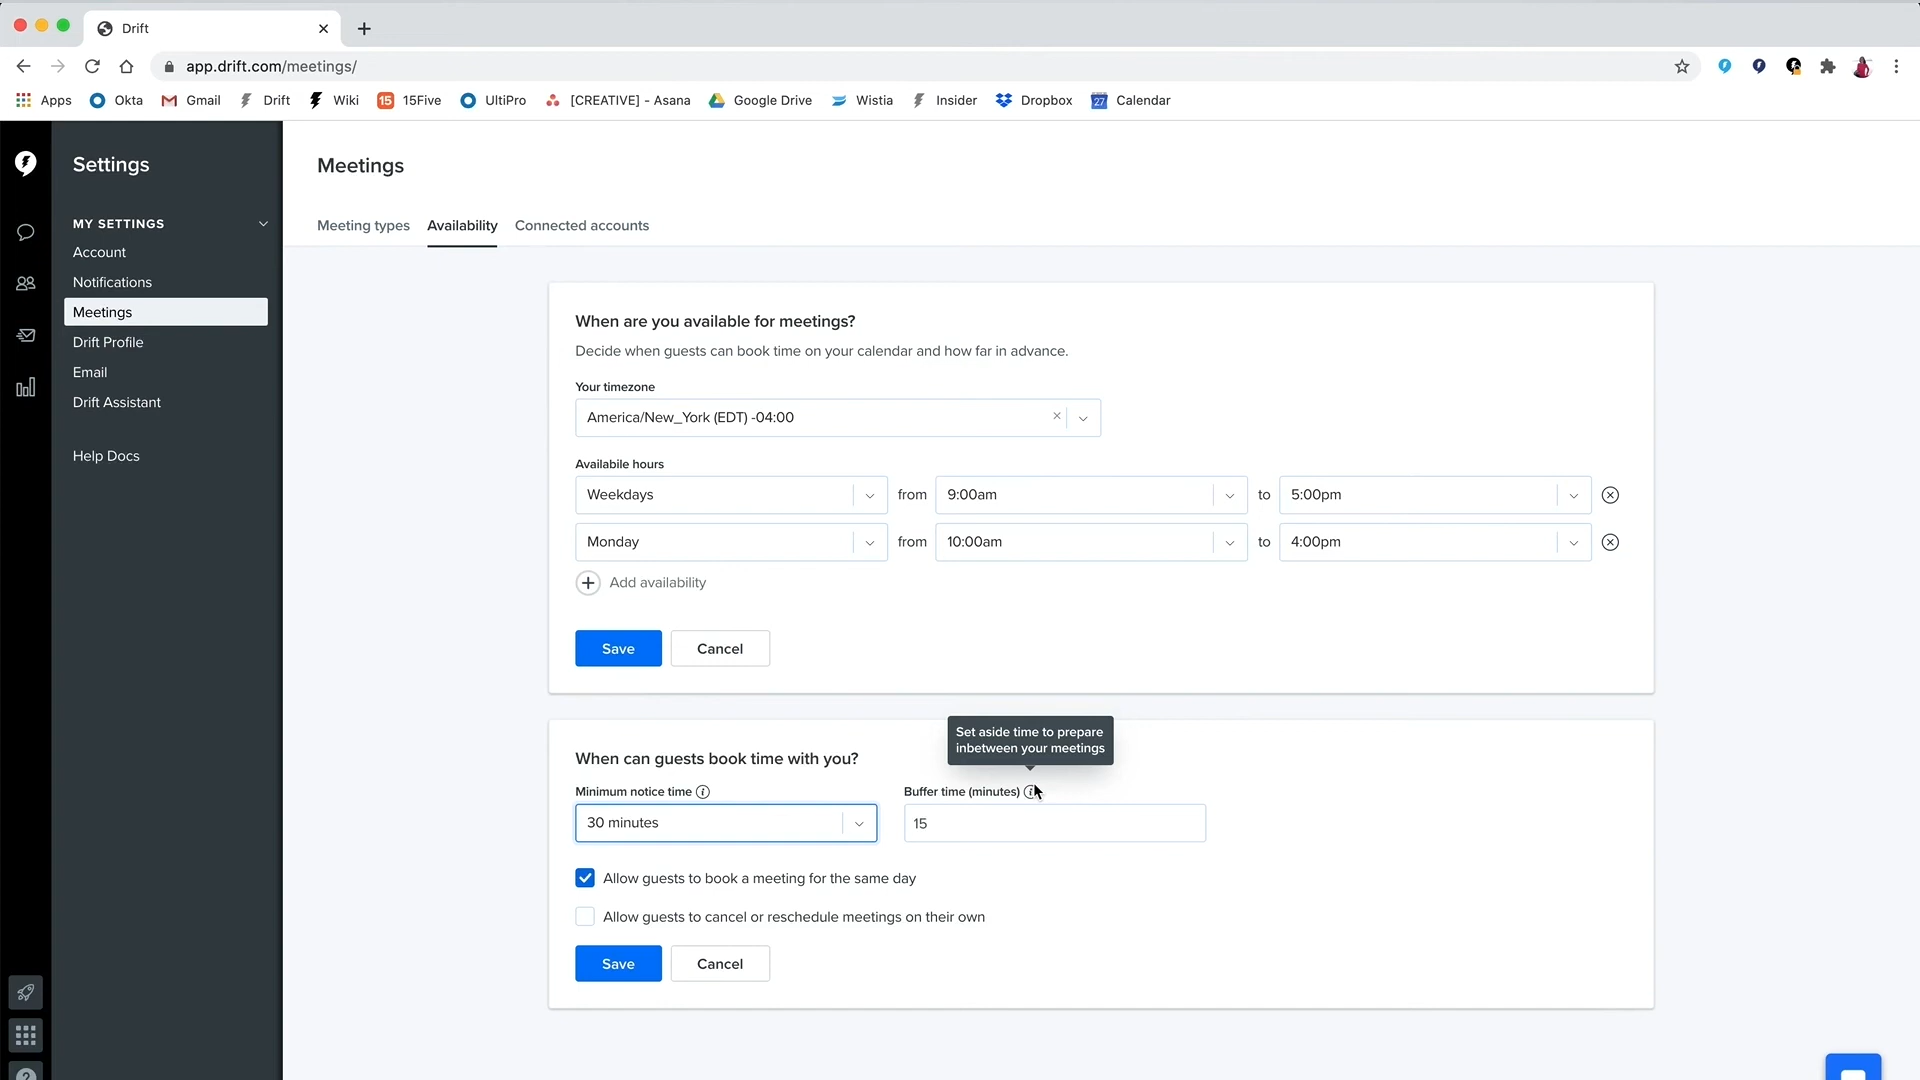 Drift
app.drift.com/meetings/
Apps Okta Gmail Drift Wiki 15 15Five UltiPro [CREATIVE] - Asana Google Drive Wistia Insider Dropbox 27 Calendar
Settings
MY SETTINGS
Account
Notifications
Meetings
Drift Profile
Email
Drift Assistant
Help Docs
Meetings
Meeting types Availability Connected accounts
When are you available for meetings?
Decide when guests can book time on your calendar and how far in advance.
Your timezone
America/New_York (EDT) -04:00
Availabile hours
Weekdays from 9:00am to 5:00pm
Monday from 10:00am to 4:00pm
Add availability
Save Cancel
Set aside time to prepare
inbetween your meetings
When can guests book time with you?
Minimum notice time Buffer time (minutes)
30 minutes 15
Allow guests to book a meeting for the same day
Allow guests to cancel or reschedule meetings on their own
Save Cancel